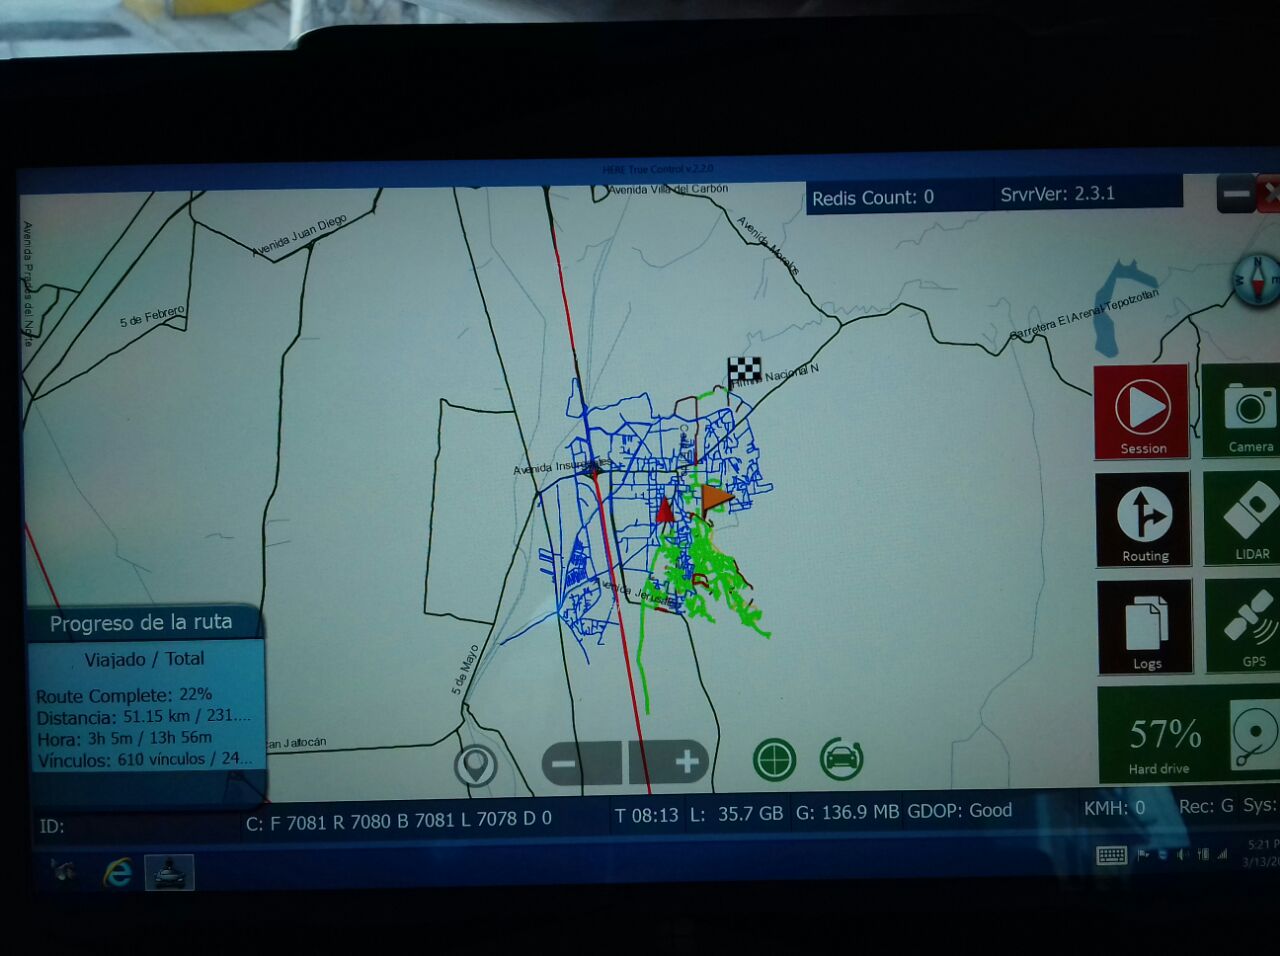 HERE True Control v.2.2.0
Avenida Villa del Carbón
Redis Count: 0
SrvrVer: 2.3.1
Avenida Juan Diego
Avenida Morelos
Avenida Prados del Norte
5 de Febrero
Carretera El Arenal-Tepotzotlan
N
W
E
Himno Nacional N
Session
Camera
Avenida Insurgentes
Routing
LIDAR
Avenida Jerusalén
Progreso de la ruta
Viajado / Total
Route Complete: 22%
Distancia: 51.15 km / 231....
Hora: 3h 5m / 13h 56m
Vínculos: 610 vínculos / 24...
5 de Mayo
can Jaltocán
Logs
GPS
57%
Hard drive
ID:
C: F 7081 R 7080 B 7081 L 7078 D 0
T 08:13 L: 35.7 GB
G: 136.9 MB GDOP: Good
KMH: 0
Rec: G Sys:
5:21 P
3/13/20